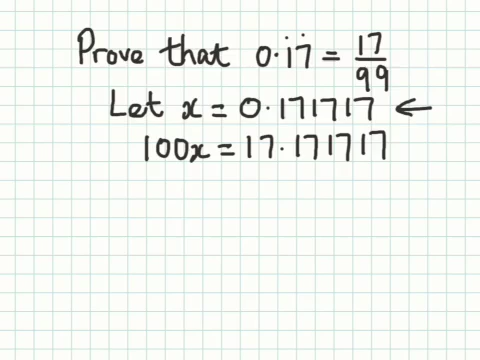 Prove that 0·1̇7̇ = 17/99
Let x = 0·171717 ←
100x = 17·171717